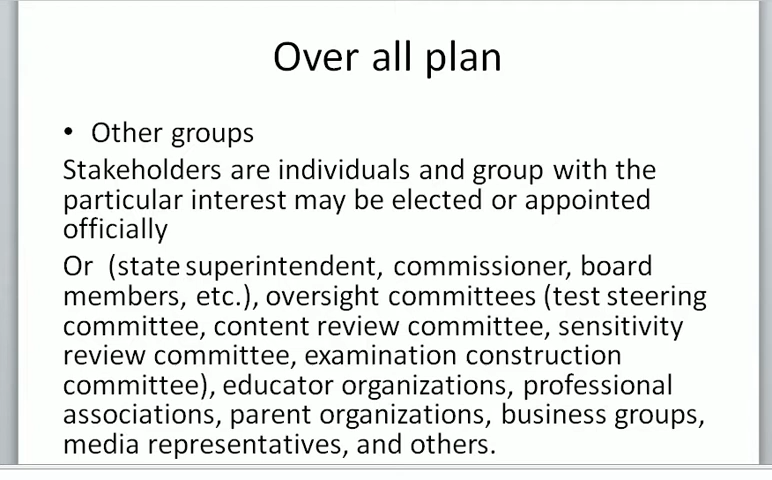 Over all plan
• Other groups
Stakeholders are individuals and group with the
particular interest may be elected or appointed
officially
Or (state superintendent, commissioner, board
members, etc.), oversight committees (test steering
committee, content review committee, sensitivity
review committee, examination construction
committee), educator organizations, professional
associations, parent organizations, business groups,
media representatives, and others.